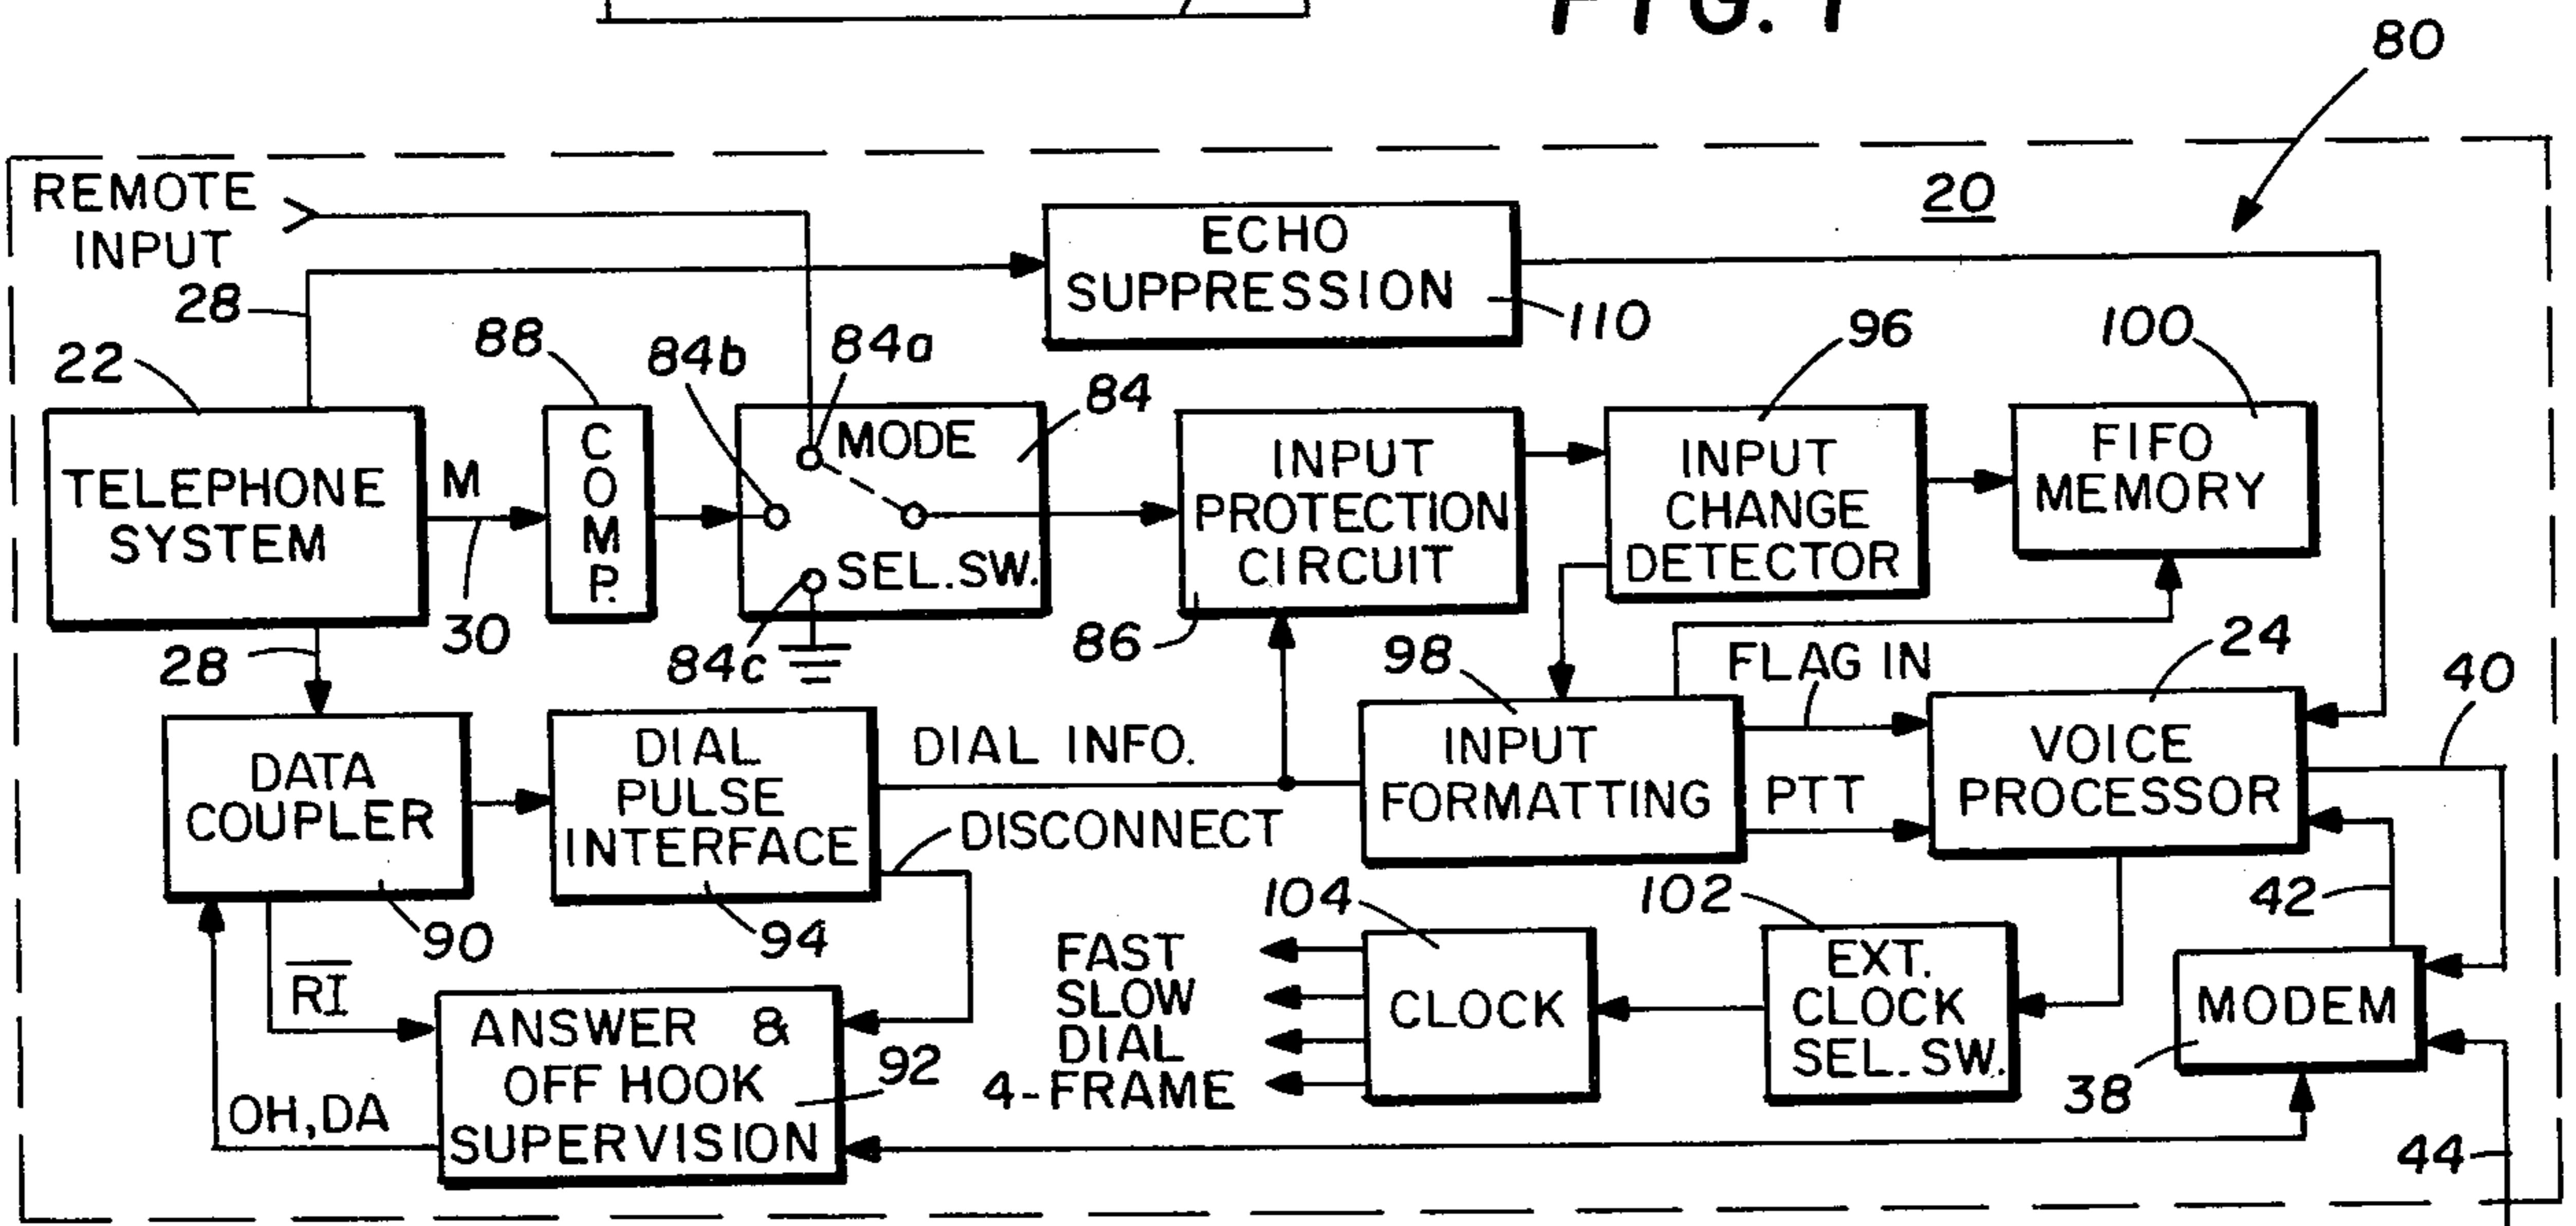 FIG. 1
80
REMOTE
INPUT
20
ECHO
SUPPRESSION
110
28
22
88
84b
84a
84
96
100
TELEPHONE
SYSTEM
M
30
C
O
M
P.
MODE
SEL. SW.
84c
INPUT
PROTECTION
CIRCUIT
86
INPUT
CHANGE
DETECTOR
FIFO
MEMORY
28
98
FLAG IN
24
40
DATA
COUPLER
90
DIAL
PULSE
INTERFACE
94
DIAL INFO.
DISCONNECT
INPUT
FORMATTING
PTT
VOICE
PROCESSOR
42
RI
OH, DA
ANSWER &
OFF HOOK
SUPERVISION
92
FAST
SLOW
DIAL
4-FRAME
104
CLOCK
102
EXT.
CLOCK
SEL. SW.
MODEM
38
44